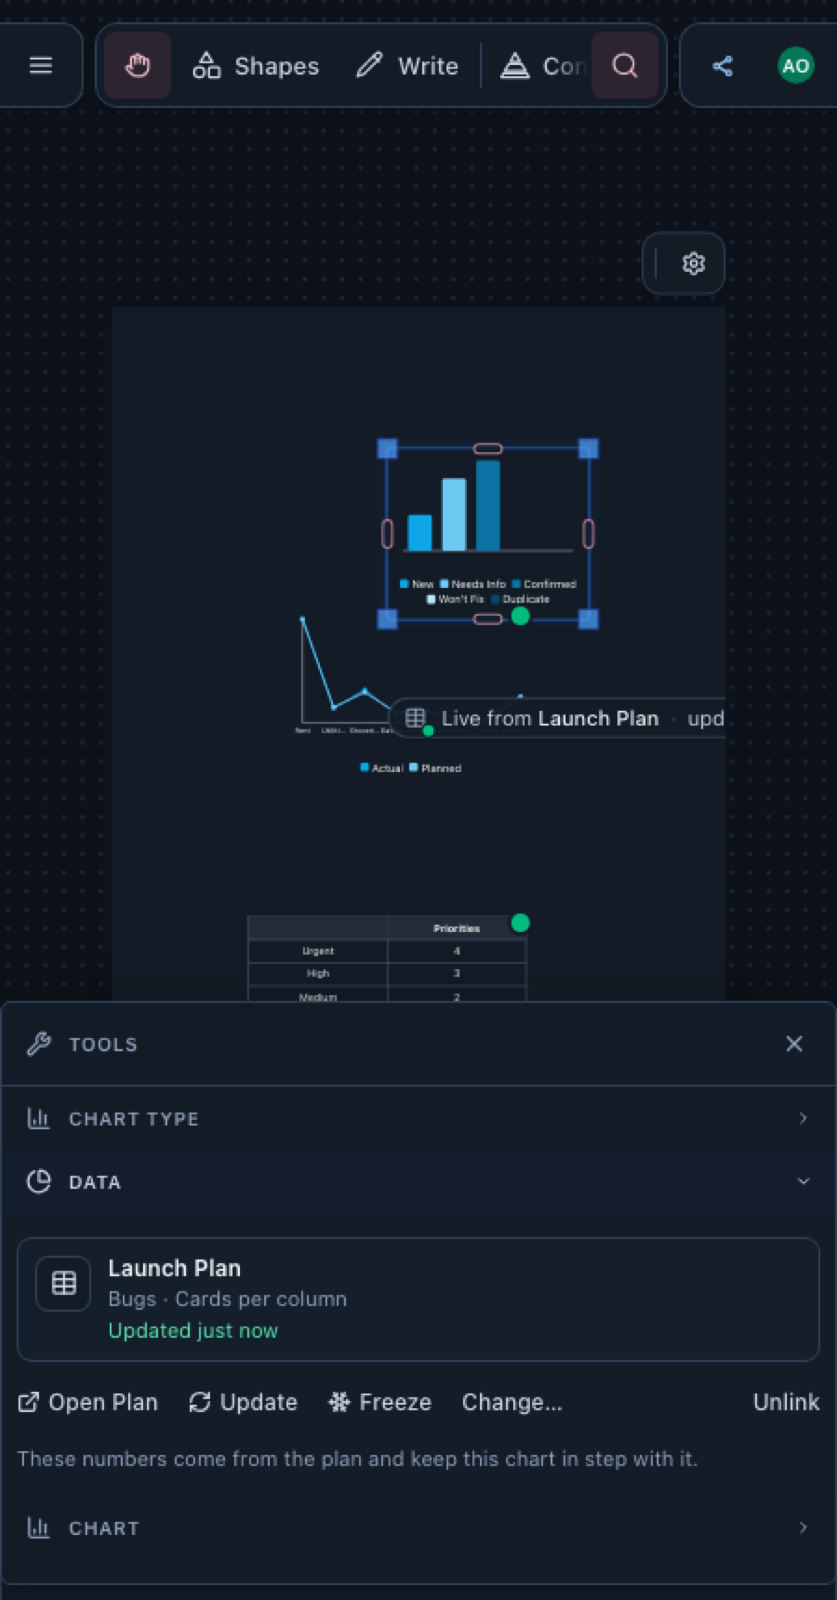 Shapes
Write
Con
AO
New Needs Info Confirmed
Won't Fix Duplicate
Live from Launch Plan · upd
Rent
Actual Planned
Priorities
Urgent 4
High 3
Medium 2
TOOLS
CHART TYPE
DATA
Launch Plan
Bugs · Cards per column
Updated just now
Open Plan Update Freeze Change... Unlink
These numbers come from the plan and keep this chart in step with it.
CHART